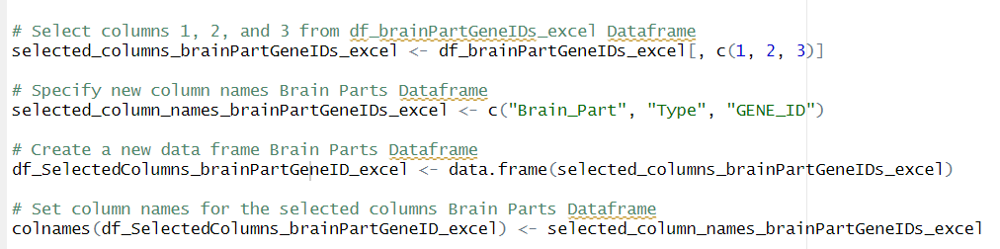 # Select columns 1, 2, and 3 from df_brainPartGeneIDs_excel Dataframe
selected_columns_brainPartGeneIDs_excel <- df_brainPartGeneIDs_excel[, c(1, 2, 3)]
# Specify new column names Brain Parts Dataframe
selected_column_names_brainPartGeneIDs_excel <- c("Brain_Part", "Type", "GENE_ID")
# Create a new data frame Brain Parts Dataframe
df_SelectedColumns_brainPartGeneID_excel <- data.frame(selected_columns_brainPartGeneIDs_excel)
# Set column names for the selected columns Brain Parts Dataframe
colnames(df_SelectedColumns_brainPartGeneID_excel) <- selected_column_names_brainPartGeneIDs_excel